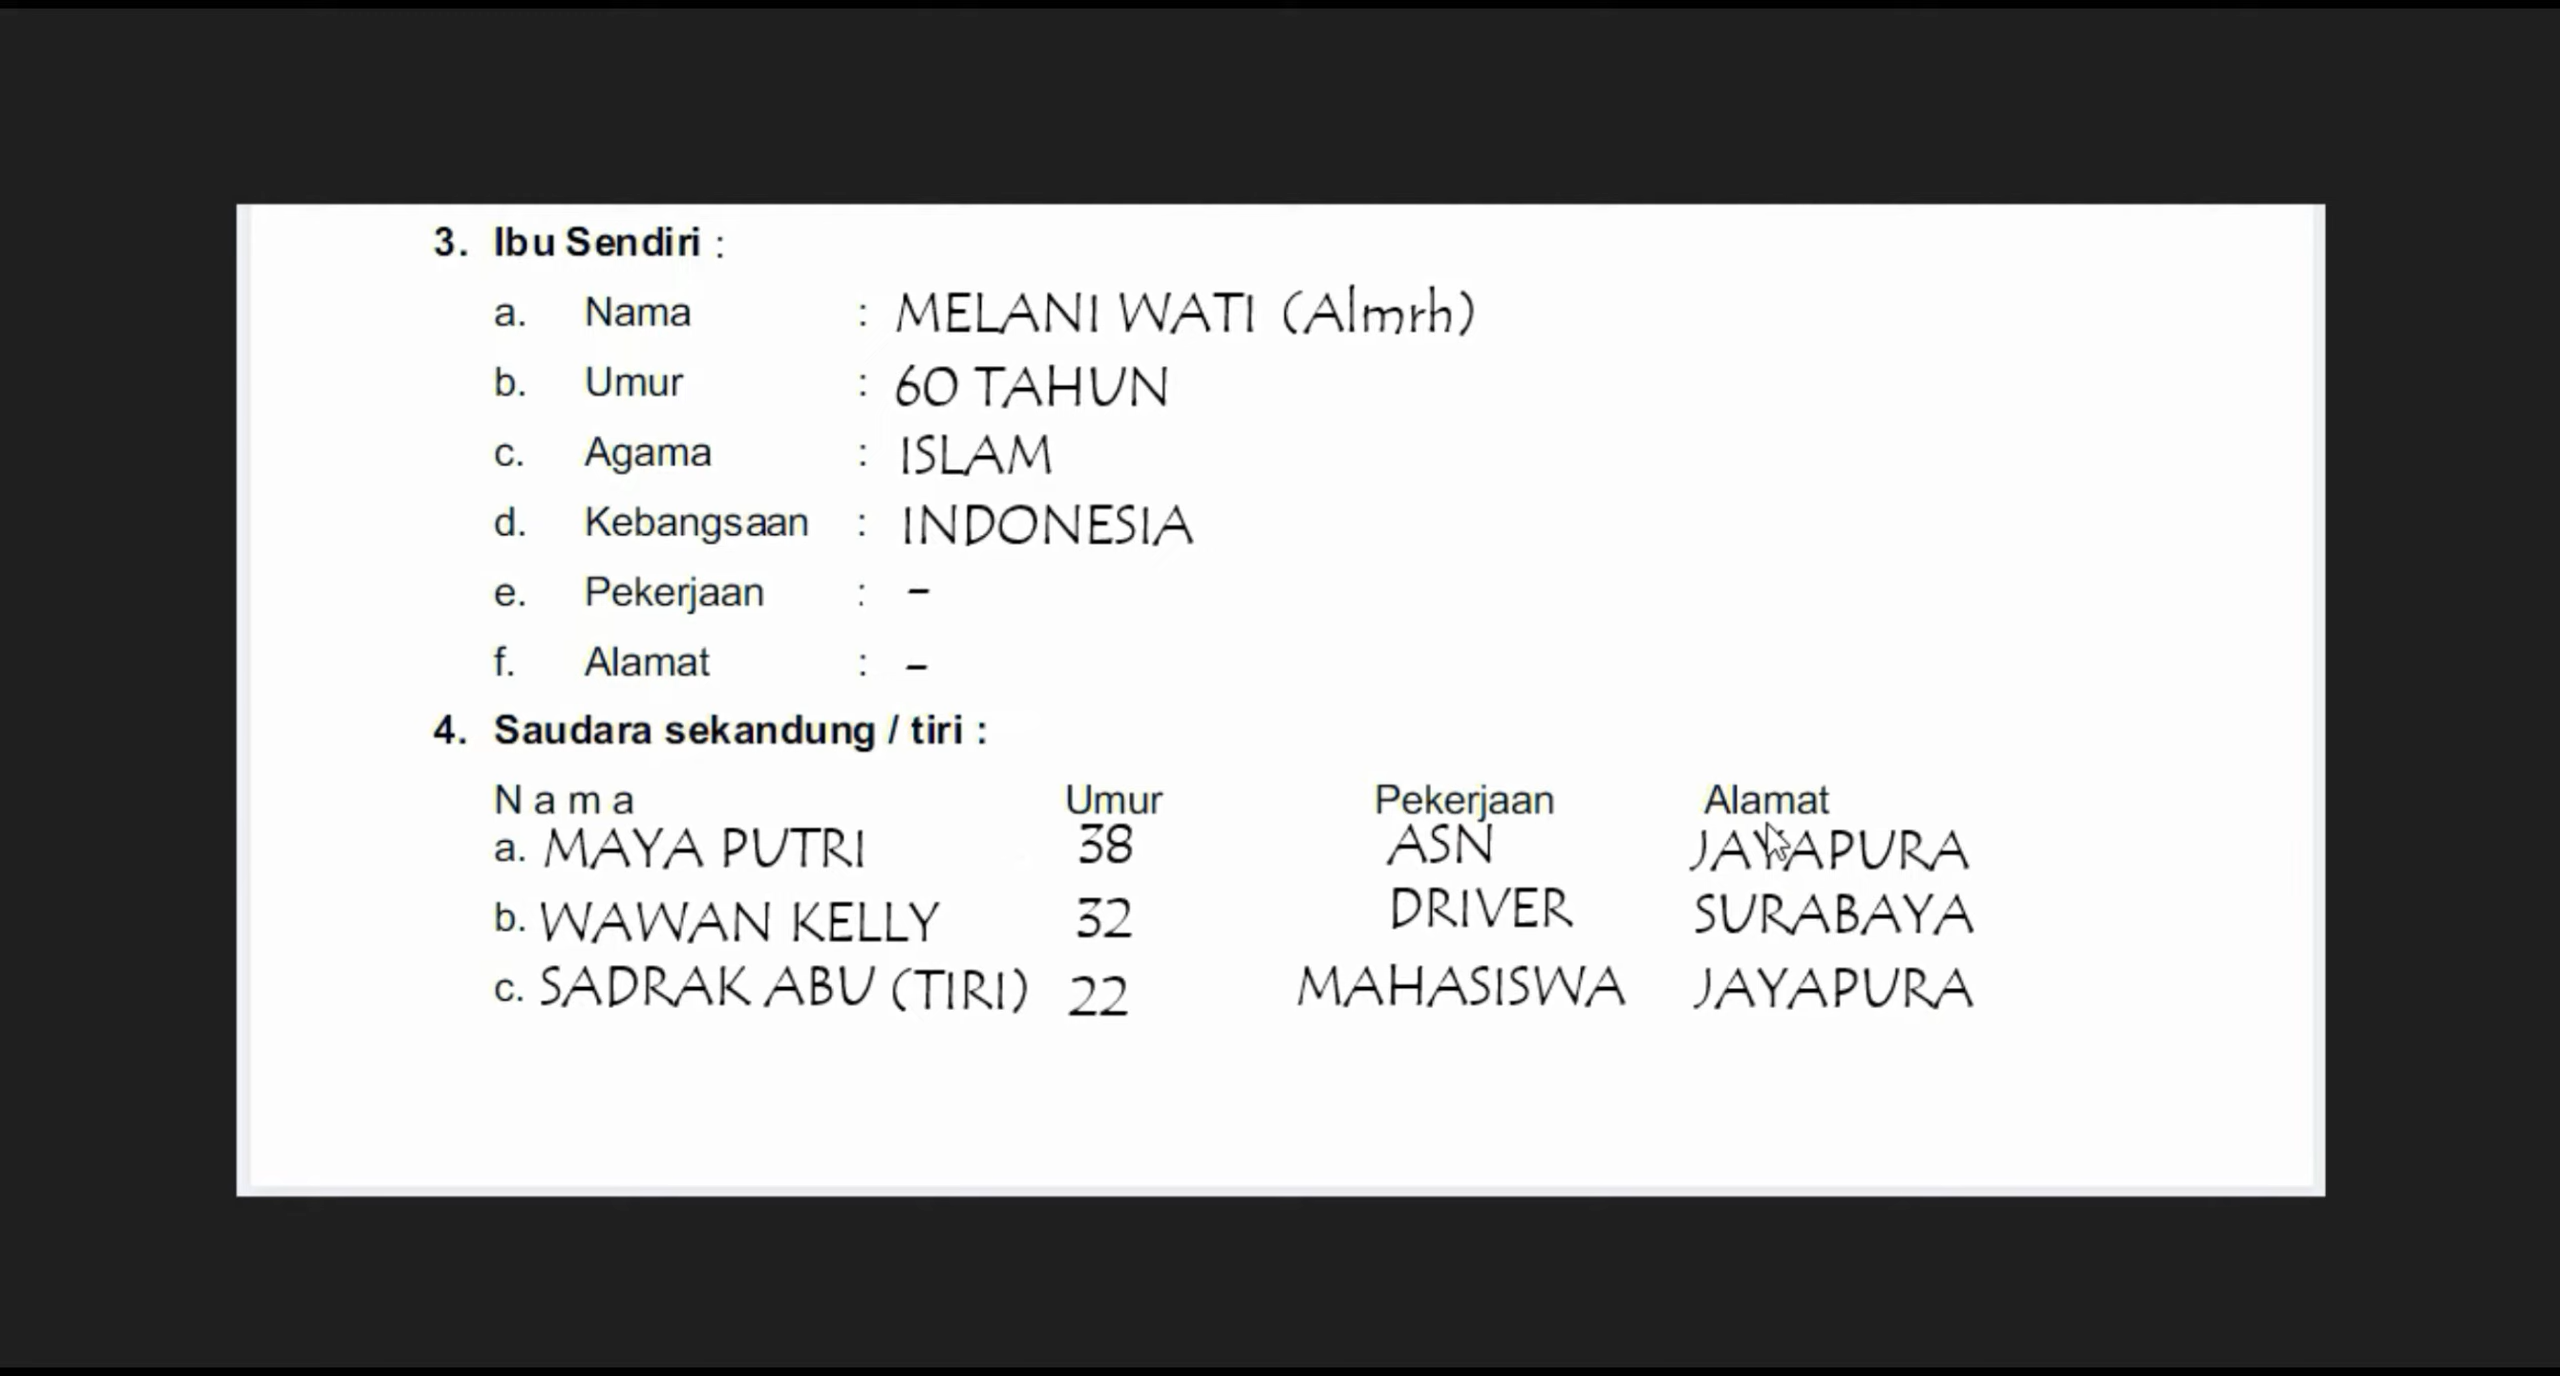 3. Ibu Sendiri :
a. Nama : MELANI WATI (Almrh)
b. Umur : 60 TAHUN
c. Agama : ISLAM
d. Kebangsaan : INDONESIA
e. Pekerjaan : -
f. Alamat : -
4. Saudara sekandung / tiri :
N a m a Umur Pekerjaan Alamat
a. MAYA PUTRI 38 ASN JAYAPURA
b. WAWAN KELLY 32 DRIVER SURABAYA
c. SADRAK ABU (TIRI) 22 MAHASISWA JAYAPURA